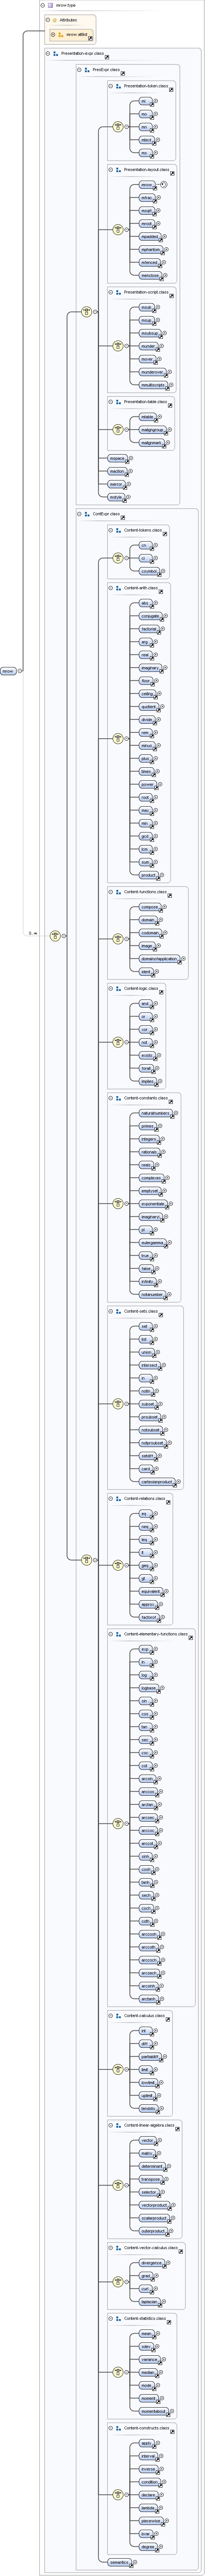 mrow.type
Attributes
mrow.attlist
Presentation-expr.class
PresExpr.class
Presentation-token.class
mi
mo
mn
mtext
ms
Presentation-layout.class
mrow
mfrac
msqrt
mroot
mpadded
mphantom
mfenced
menclose
Presentation-script.class
msub
msup
msubsup
munder
mover
munderover
mmultiscripts
Presentation-table.class
mtable
maligngroup
malignmark
mspace
maction
merror
mstyle
ContExpr.class
Content-tokens.class
cn
ci
csymbol
Content-arith.class
abs
conjugate
factorial
arg
real
imaginary
floor
ceiling
quotient
divide
rem
minus
plus
times
power
root
max
min
gcd
lcm
sum
product
Content-functions.class
compose
domain
codomain
image
domainofapplication
ident
mrow
0..∞
Content-logic.class
and
or
xor
not
exists
forall
implies
Content-constants.class
naturalnumbers
primes
integers
rationals
reals
complexes
emptyset
exponentiale
imaginaryi
pi
eulergamma
true
false
infinity
notanumber
Content-sets.class
set
list
union
intersect
in
notin
subset
prsubset
notsubset
notprsubset
setdiff
card
cartesianproduct
Content-relations.class
eq
neq
leq
lt
geq
gt
equivalent
approx
factorof
Content-elementary-functions.class
exp
ln
log
logbase
sin
cos
tan
sec
csc
cot
arcsin
arccos
arctan
arcsec
arccsc
arccot
sinh
cosh
tanh
sech
csch
coth
arccosh
arccoth
arccsch
arcsech
arcsinh
arctanh
Content-calculus.class
int
diff
partialdiff
limit
lowlimit
uplimit
tendsto
Content-linear-algebra.class
vector
matrix
determinant
transpose
selector
vectorproduct
scalarproduct
outerproduct
Content-vector-calculus.class
divergence
grad
curl
laplacian
Content-statistics.class
mean
sdev
variance
median
mode
moment
momentabout
Content-constructs.class
apply
interval
inverse
condition
declare
lambda
piecewise
bvar
degree
semantics